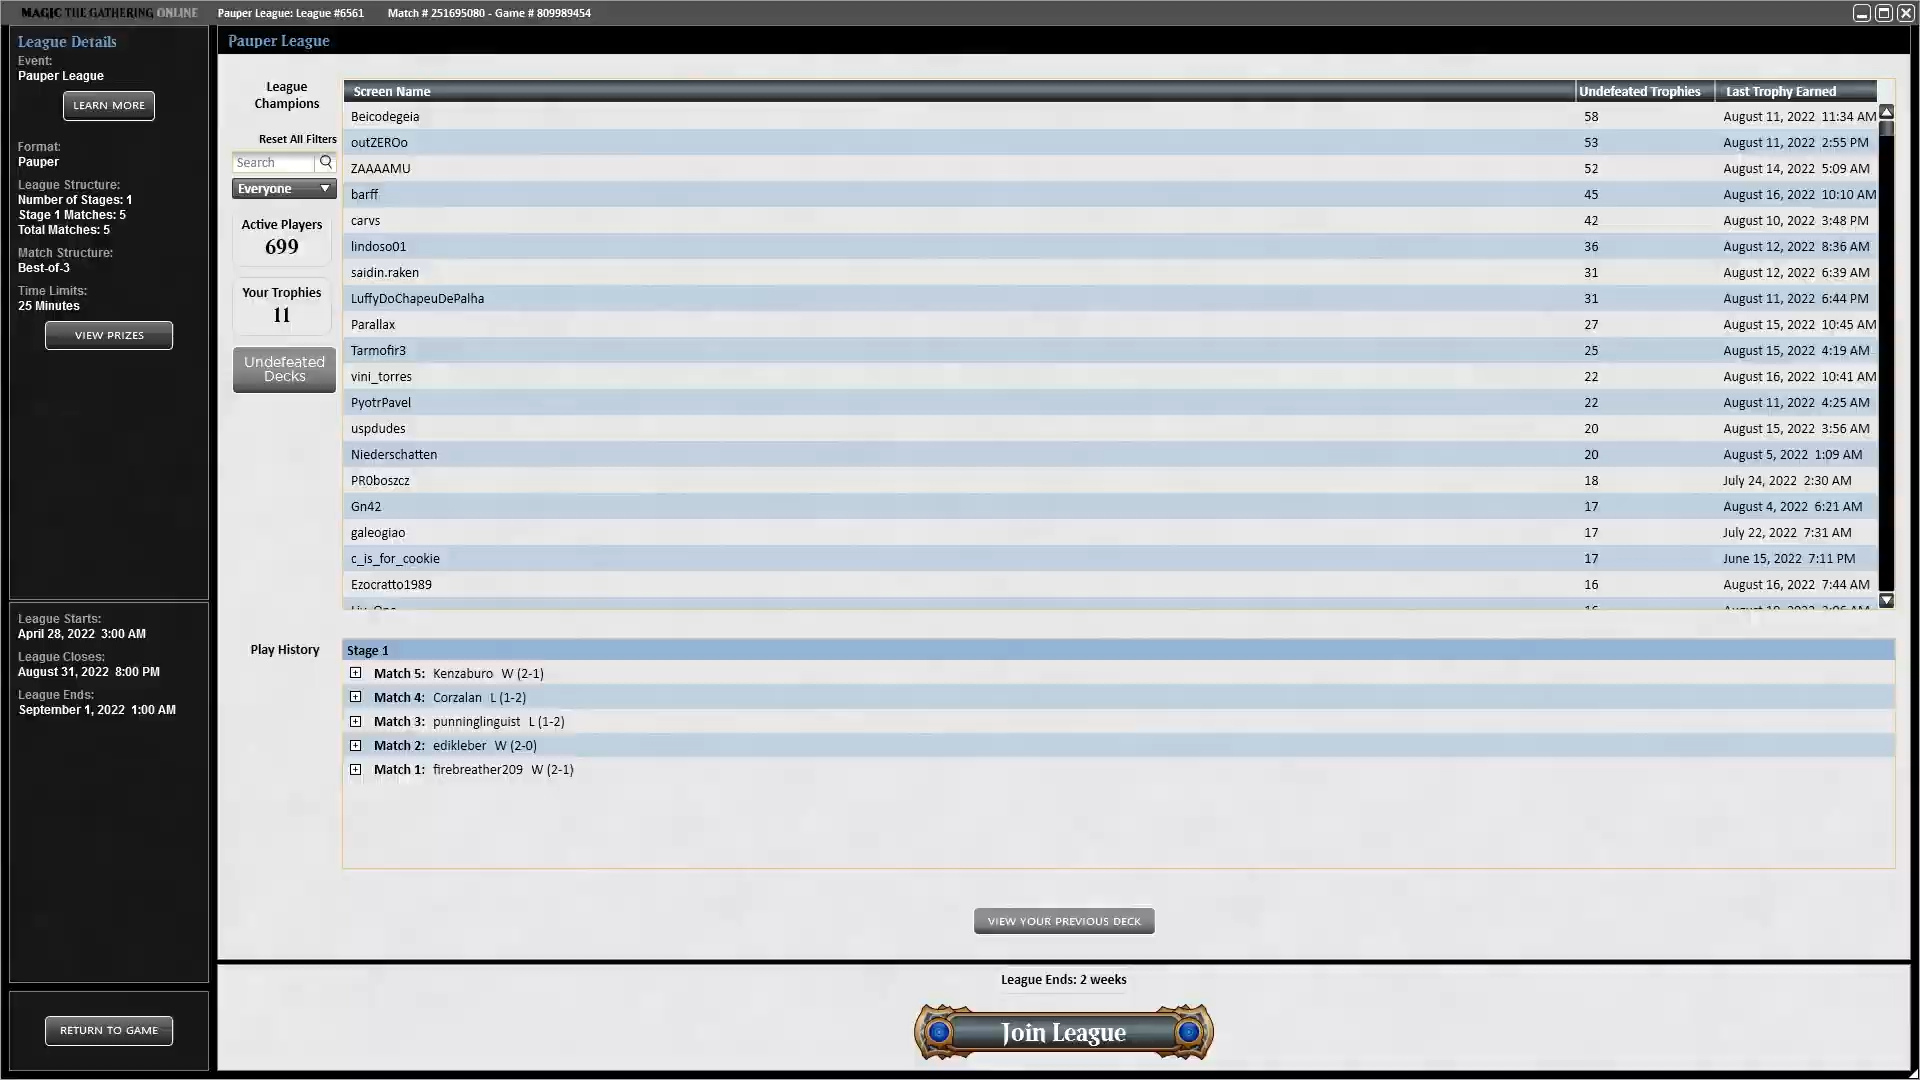 MAGIC THE GATHERING ONLINE Pauper League: League #6561 Match # 251695080 - Game # 809989454
League Details
Event:
Pauper League
LEARN MORE
Format:
Pauper
League Structure:
Number of Stages: 1
Stage 1 Matches: 5
Total Matches: 5
Match Structure:
Best-of-3
Time Limits:
25 Minutes
VIEW PRIZES
League Starts:
April 28, 2022 3:00 AM
League Closes:
August 31, 2022 8:00 PM
League Ends:
September 1, 2022 1:00 AM
RETURN TO GAME
Pauper League
League
Champions
Reset All Filters
Search
Everyone
Active Players
699
Your Trophies
11
Undefeated
Decks
Screen Name Undefeated Trophies Last Trophy Earned
Beicodegeia 58 August 11, 2022 11:34 AM
outZEROo 53 August 11, 2022 2:55 PM
ZAAAAMU 52 August 14, 2022 5:09 AM
barff 45 August 16, 2022 10:10 AM
carvs 42 August 10, 2022 3:48 PM
lindoso01 36 August 12, 2022 8:36 AM
saidin.raken 31 August 12, 2022 6:39 AM
LuffyDoChapeuDePalha 31 August 11, 2022 6:44 PM
Parallax 27 August 15, 2022 10:45 AM
Tarmofir3 25 August 15, 2022 4:19 AM
vini_torres 22 August 16, 2022 10:41 AM
PyotrPavel 22 August 11, 2022 4:25 AM
uspdudes 20 August 15, 2022 3:56 AM
Niederschatten 20 August 5, 2022 1:09 AM
PR0boszcz 18 July 24, 2022 2:30 AM
Gn42 17 August 4, 2022 6:21 AM
galeogiao 17 July 22, 2022 7:31 AM
c_is_for_cookie 17 June 15, 2022 7:11 PM
Ezocratto1989 16 August 16, 2022 7:44 AM
Play History
Stage 1
Match 5: Kenzaburo W (2-1)
Match 4: Corzalan L (1-2)
Match 3: punninglinguist L (1-2)
Match 2: edikleber W (2-0)
Match 1: firebreather209 W (2-1)
VIEW YOUR PREVIOUS DECK
League Ends: 2 weeks
Join League